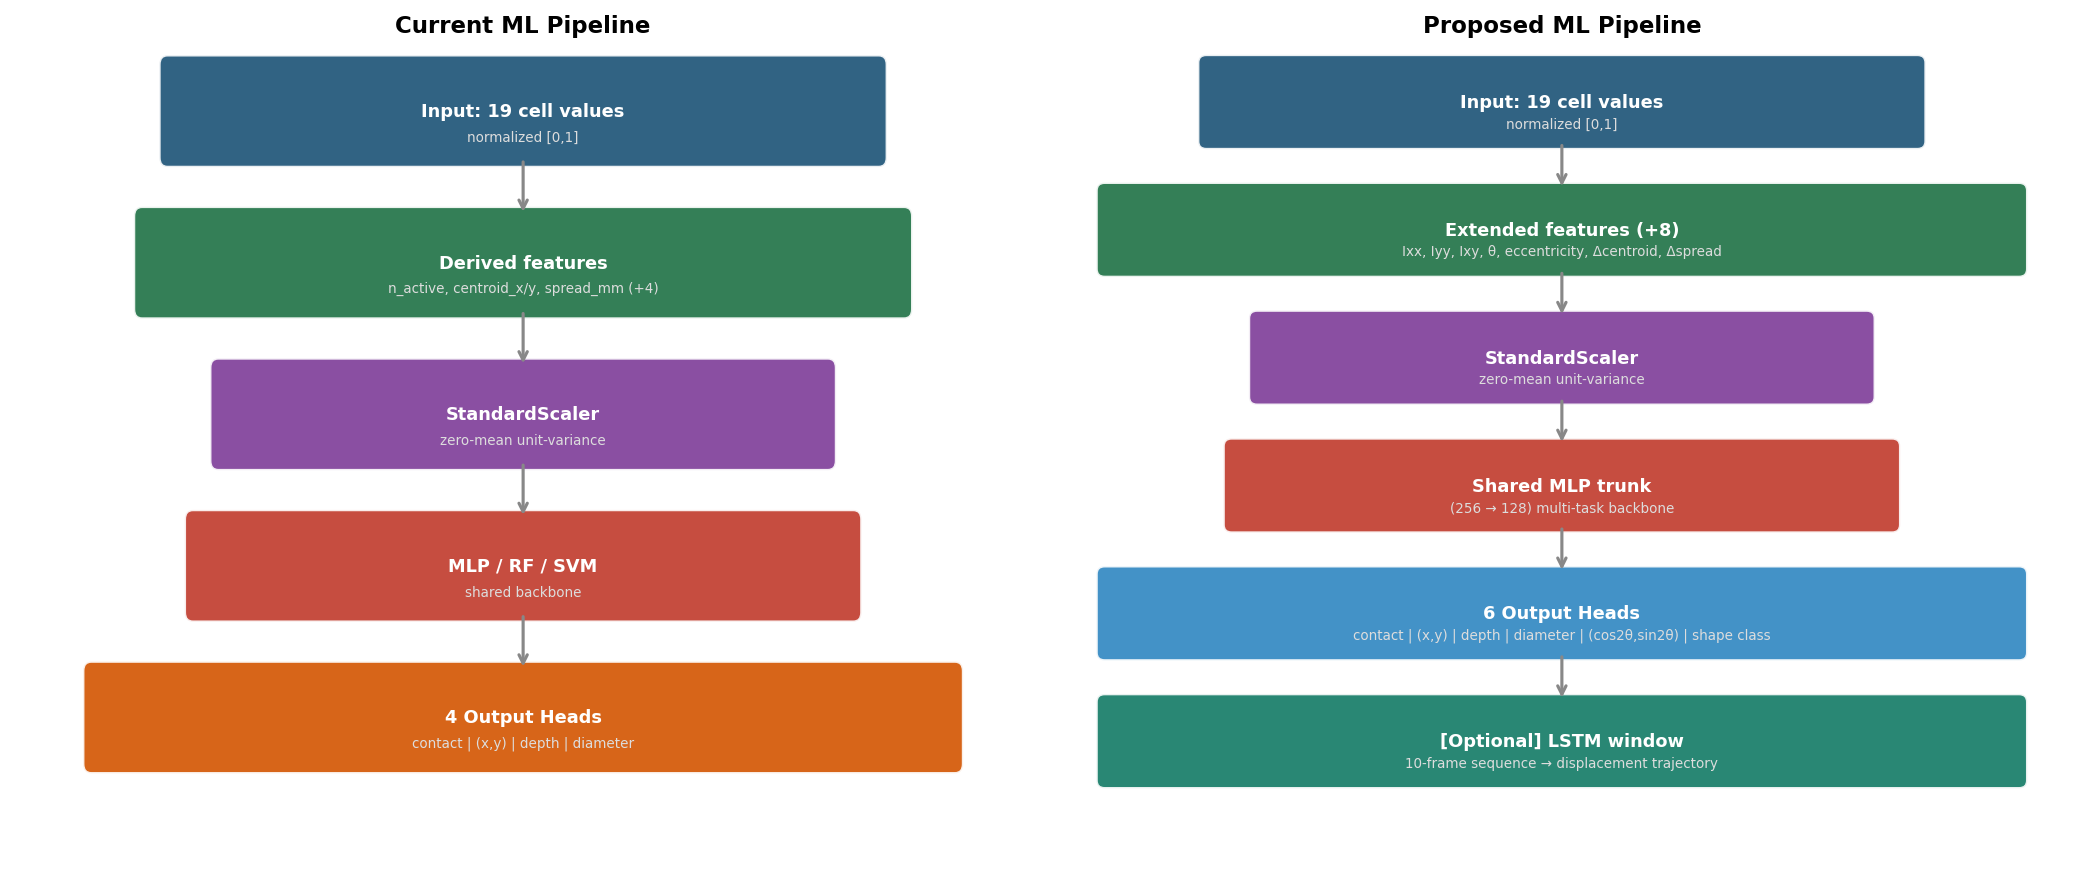 Current ML Pipeline
Input: 19 cell values
normalized [0,1]
Derived features
n_active, centroid_x/y, spread_mm (+4)
StandardScaler
zero-mean unit-variance
MLP / RF / SVM
shared backbone
4 Output Heads
contact | (x,y) | depth | diameter
Proposed ML Pipeline
Input: 19 cell values
normalized [0,1]
Extended features (+8)
Ixx, Iyy, Ixy, θ, eccentricity, Δcentroid, Δspread
StandardScaler
zero-mean unit-variance
Shared MLP trunk
(256 → 128) multi-task backbone
6 Output Heads
contact | (x,y) | depth | diameter | (cos2θ,sin2θ) | shape class
[Optional] LSTM window
10-frame sequence → displacement trajectory